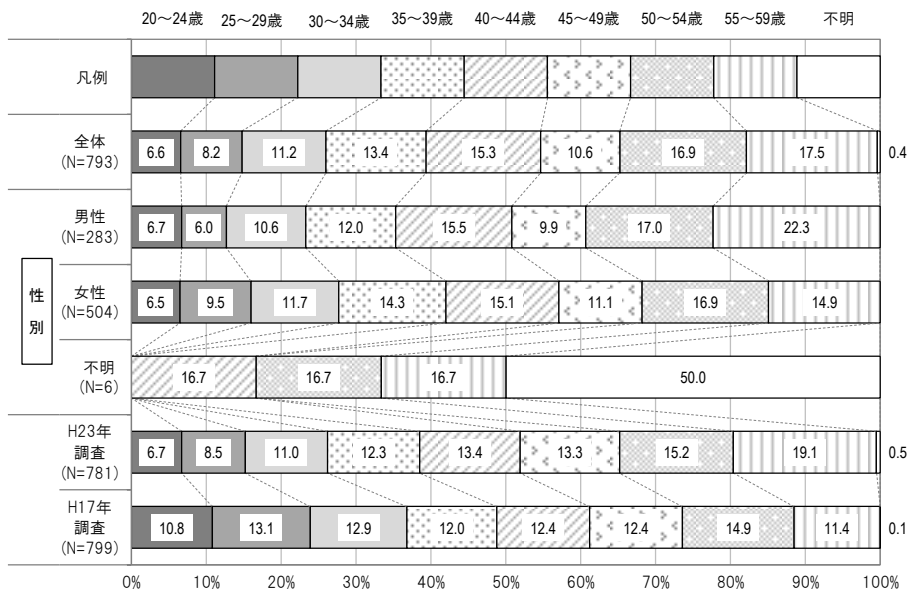 20～24歳 25～29歳 30～34歳 35～39歳 40～44歳 45～49歳 50～54歳 55～59歳 不明
凡例
全体
(N=793)
6.6 8.2 11.2 13.4 15.3 10.6 16.9 17.5 0.4
性別
男性
(N=283)
6.7 6.0 10.6 12.0 15.5 9.9 17.0 22.3
女性
(N=504)
6.5 9.5 11.7 14.3 15.1 11.1 16.9 14.9
不明
(N=6)
16.7 16.7 16.7 50.0
H23年
調査
(N=781)
6.7 8.5 11.0 12.3 13.4 13.3 15.2 19.1 0.5
H17年
調査
(N=799)
10.8 13.1 12.9 12.0 12.4 12.4 14.9 11.4 0.1
0% 10% 20% 30% 40% 50% 60% 70% 80% 90% 100%